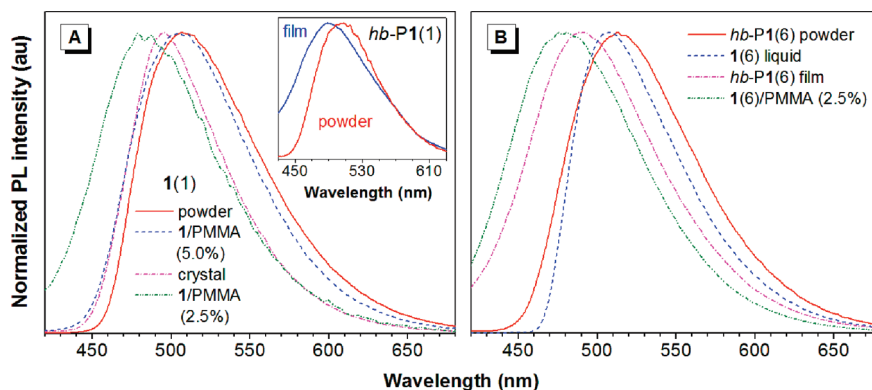 Normalized PL intensity (au)
A
1(1)
powder
1/PMMA
(5.0%)
crystal
1/PMMA
(2.5%)
film
hb-P1(1)
powder
450 530 610
Wavelength (nm)
450 500 550 600 650
B
hb-P1(6) powder
1(6) liquid
hb-P1(6) film
1(6)/PMMA (2.5%)
450 500 550 600 650
Wavelength (nm)